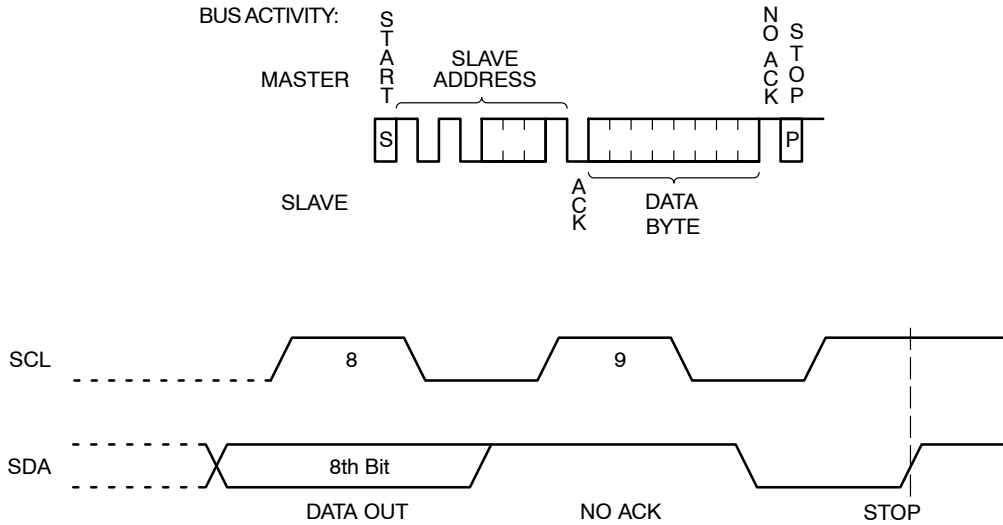 BUS ACTIVITY:
MASTER
START
SLAVE
ADDRESS
NO ACK
STOP
S
P
SLAVE
ACK
DATA
BYTE
SCL
8
9
SDA
8th Bit
DATA OUT
NO ACK
STOP